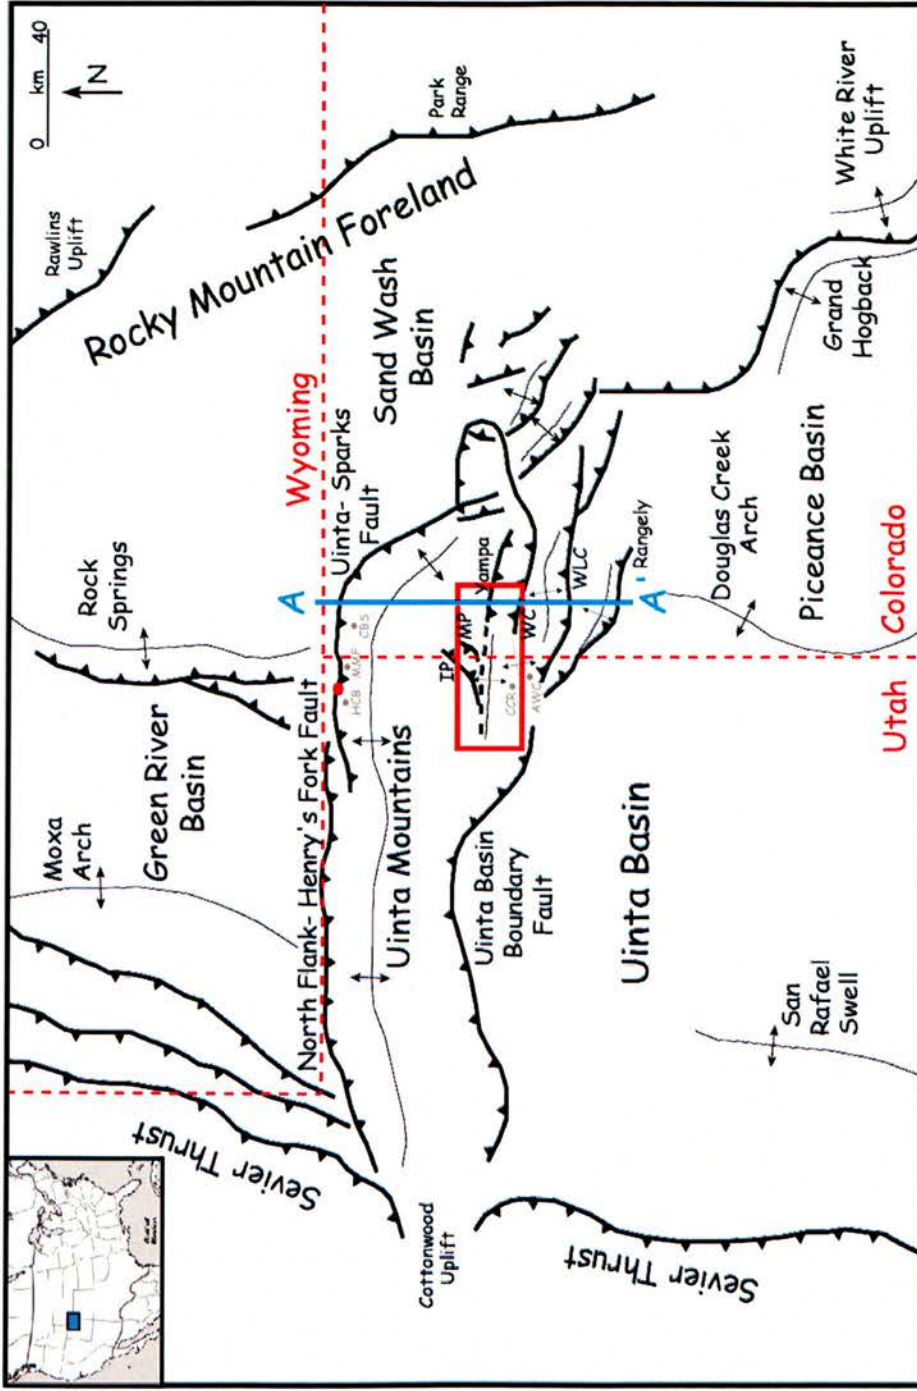 0 km 40
N
Rawlins
Uplift
Park
Range
Rocky Mountain Foreland
White River
Uplift
Grand
Hogback
Sand Wash
Basin
Wyoming
Uinta- Sparks
Fault
Rock
Springs
Moxa
Arch
Green River
Basin
North Flank- Henry's Fork Fault
A
HCB
MMF
CBS
Uinta Mountains
IP
MP
Yampa
WC
CCR
AWC
WLC
A'
Rangely
Douglas Creek
Arch
Piceance Basin
Colorado
Utah
Uinta Basin
Boundary
Fault
Uinta Basin
San
Rafael
Swell
Sevier Thrust
Cottonwood
Uplift
Sevier Thrust